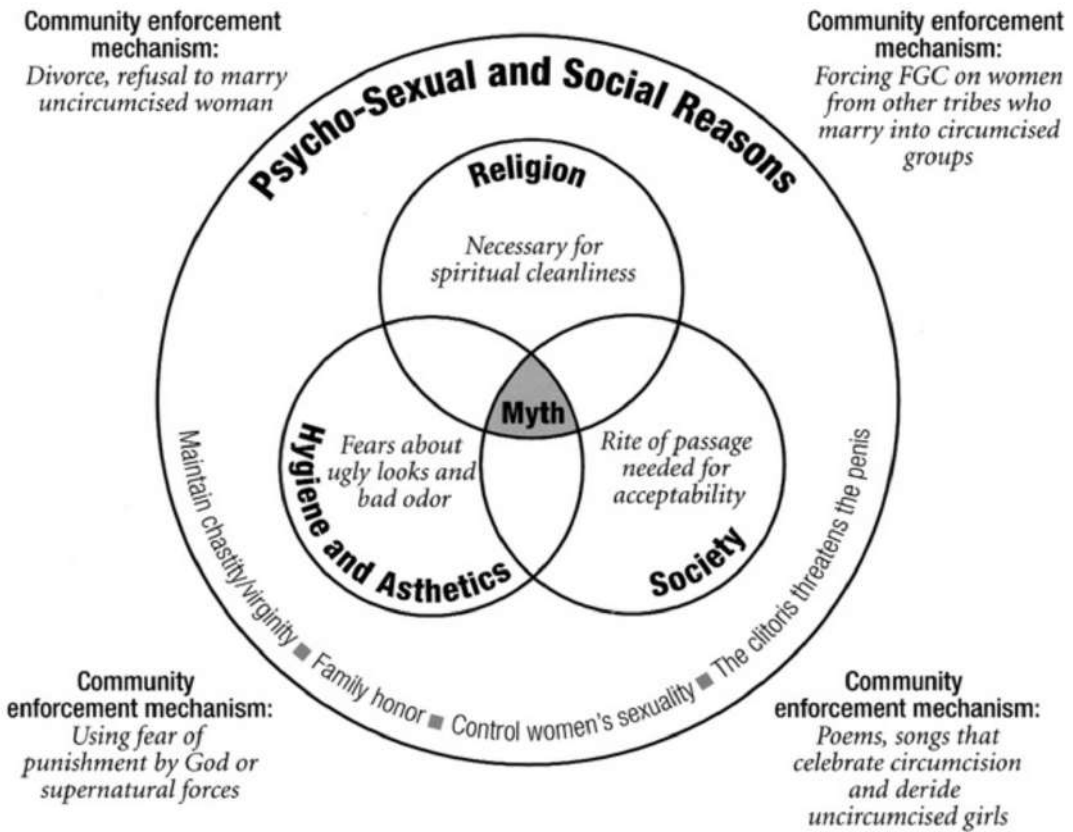 Community enforcement
mechanism:
Divorce, refusal to marry
uncircumcised woman
Community enforcement
mechanism:
Forcing FGC on women
from other tribes who
marry into circumcised
groups
Psycho-Sexual and Social Reasons
Religion
Necessary for
spiritual cleanliness
Myth
Hygiene and Asthetics
Fears about
ugly looks and
bad odor
Rite of passage
needed for
acceptability
Society
Maintain chastity/virginity ■ Family honor ■ Control women's sexuality ■ The clitoris threatens the penis
Community
enforcement mechanism:
Using fear of
punishment by God or
supernatural forces
Community
enforcement mechanism:
Poems, songs that
celebrate circumcision
and deride
uncircumcised girls